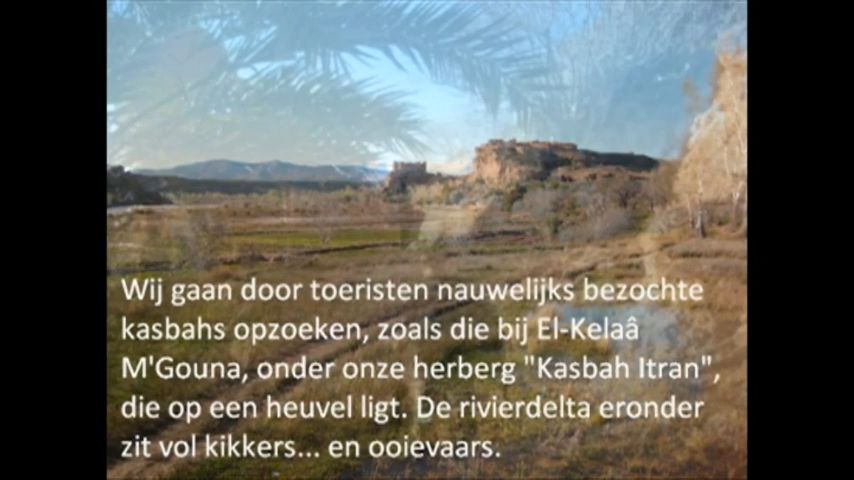 Wij gaan door toeristen nauwelijks bezochte
kasbahs opzoeken, zoals die bij El-Kelaâ
M'Gouna, onder onze herberg "Kasbah Itran",
die op een heuvel ligt. De rivierdelta eronder
zit vol kikkers... en ooievaars.